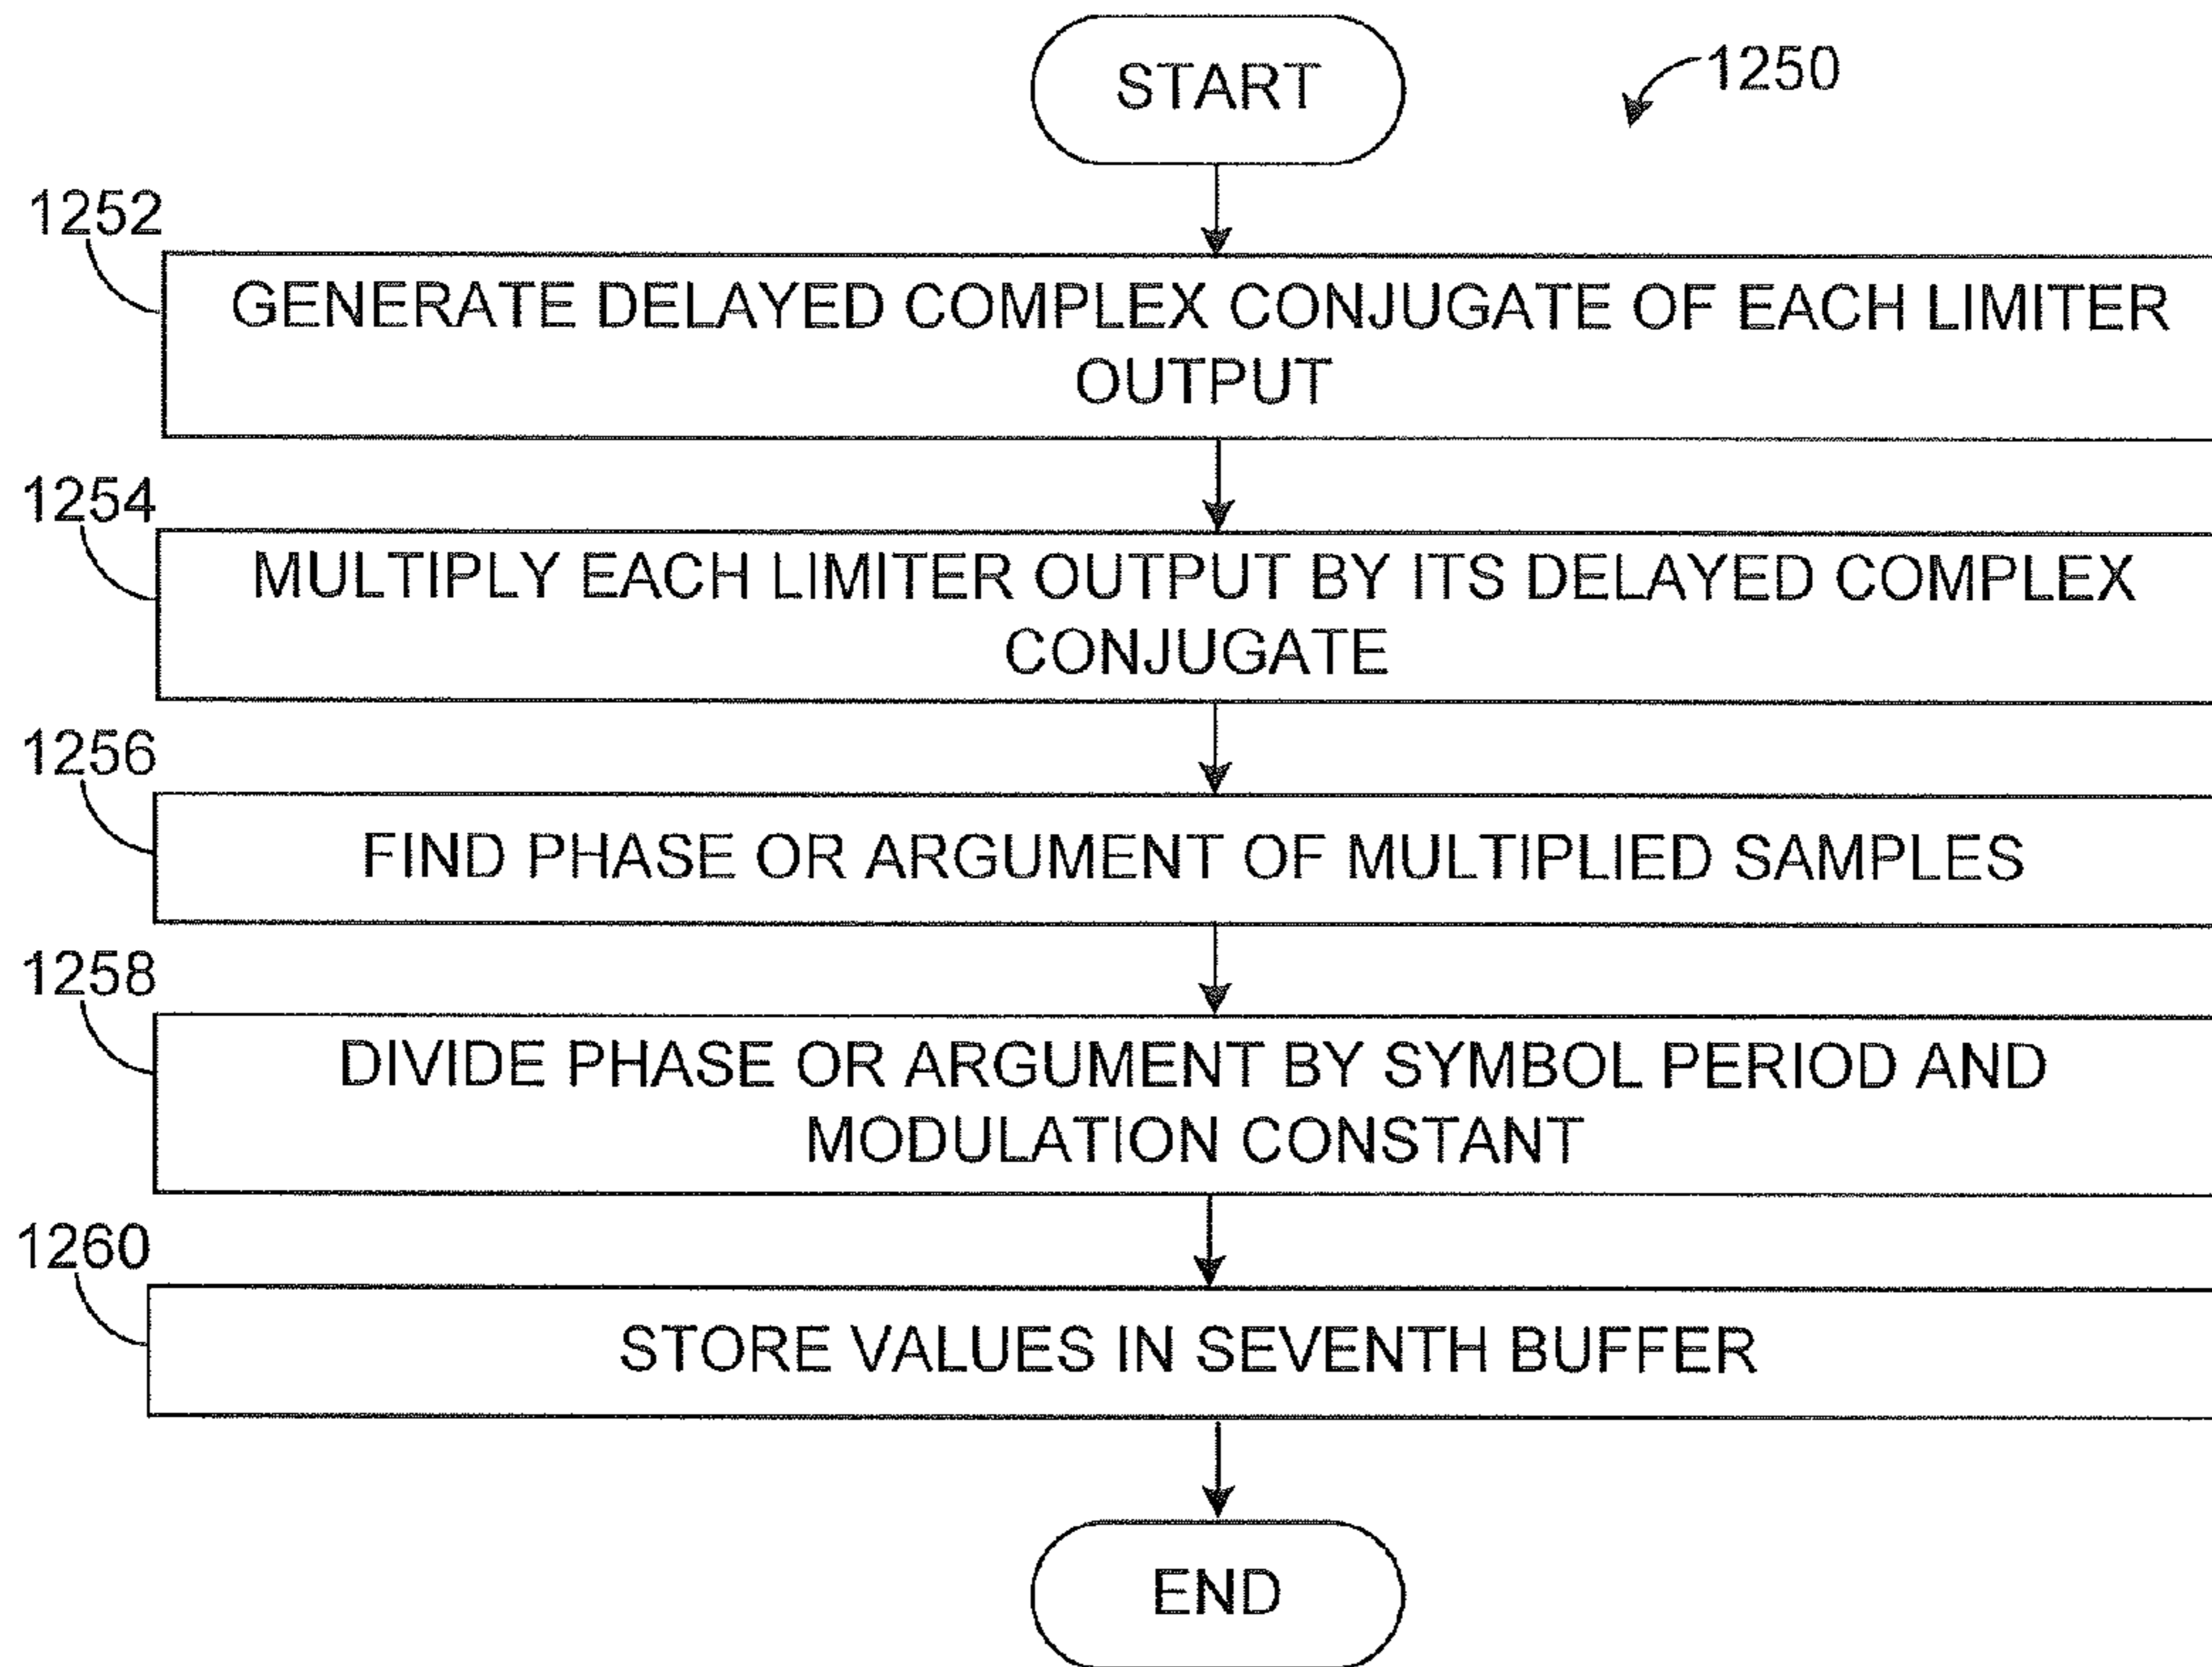 START
1250
1252
GENERATE DELAYED COMPLEX CONJUGATE OF EACH LIMITER
OUTPUT
1254
MULTIPLY EACH LIMITER OUTPUT BY ITS DELAYED COMPLEX
CONJUGATE
1256
FIND PHASE OR ARGUMENT OF MULTIPLIED SAMPLES
1258
DIVIDE PHASE OR ARGUMENT BY SYMBOL PERIOD AND
MODULATION CONSTANT
1260
STORE VALUES IN SEVENTH BUFFER
END